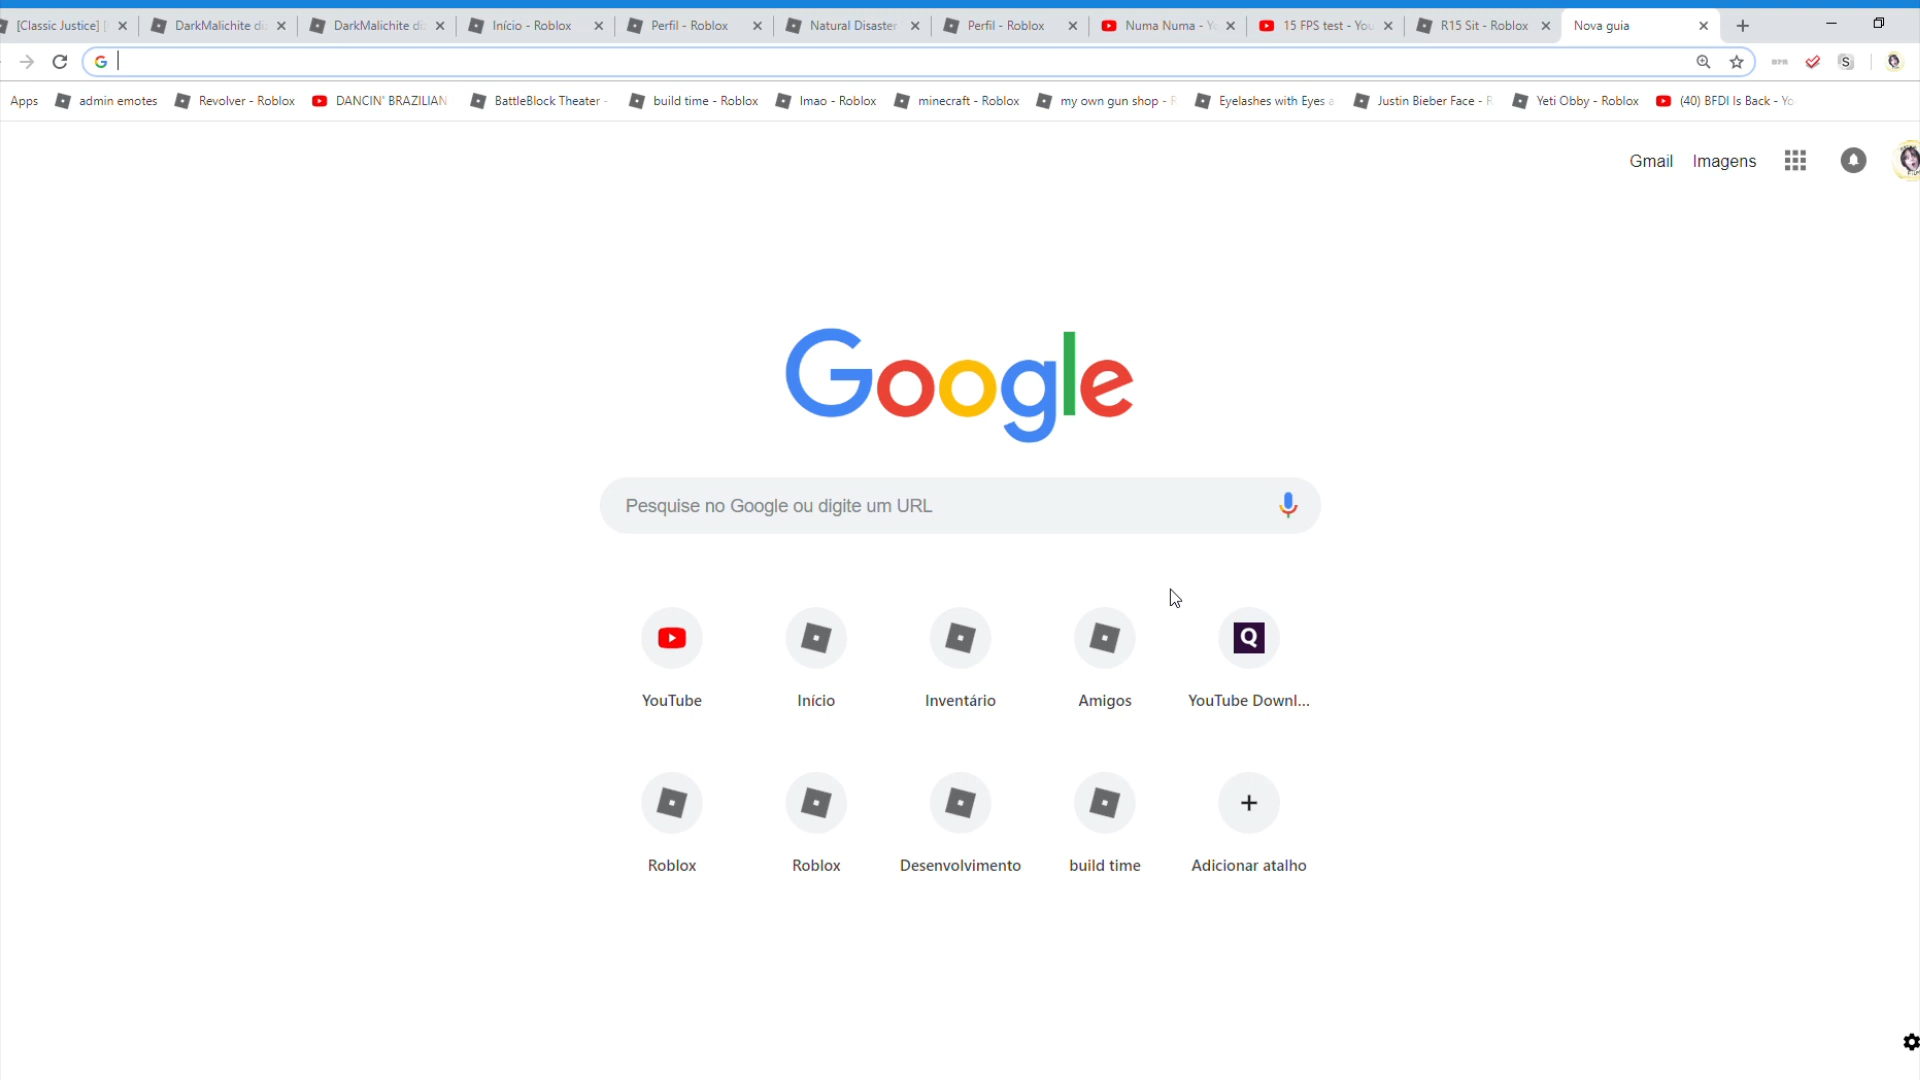 [Classic Justice] DarkMalichite di DarkMalichite di Início - Roblox Perfil - Roblox Natural Disaster Perfil - Roblox Numa Numa - Y 15 FPS test - You R15 Sit - Roblox Nova guia
Apps admin emotes Revolver - Roblox DANCIN' BRAZILIAN BattleBlock Theater - build time - Roblox lmao - Roblox minecraft - Roblox my own gun shop - R Eyelashes with Eyes a Justin Bieber Face - R Yeti Obby - Roblox (40) BFDI Is Back - Yo
Gmail Imagens
Google
Pesquise no Google ou digite um URL
YouTube Início Inventário Amigos YouTube Downl...
Roblox Roblox Desenvolvimento build time Adicionar atalho